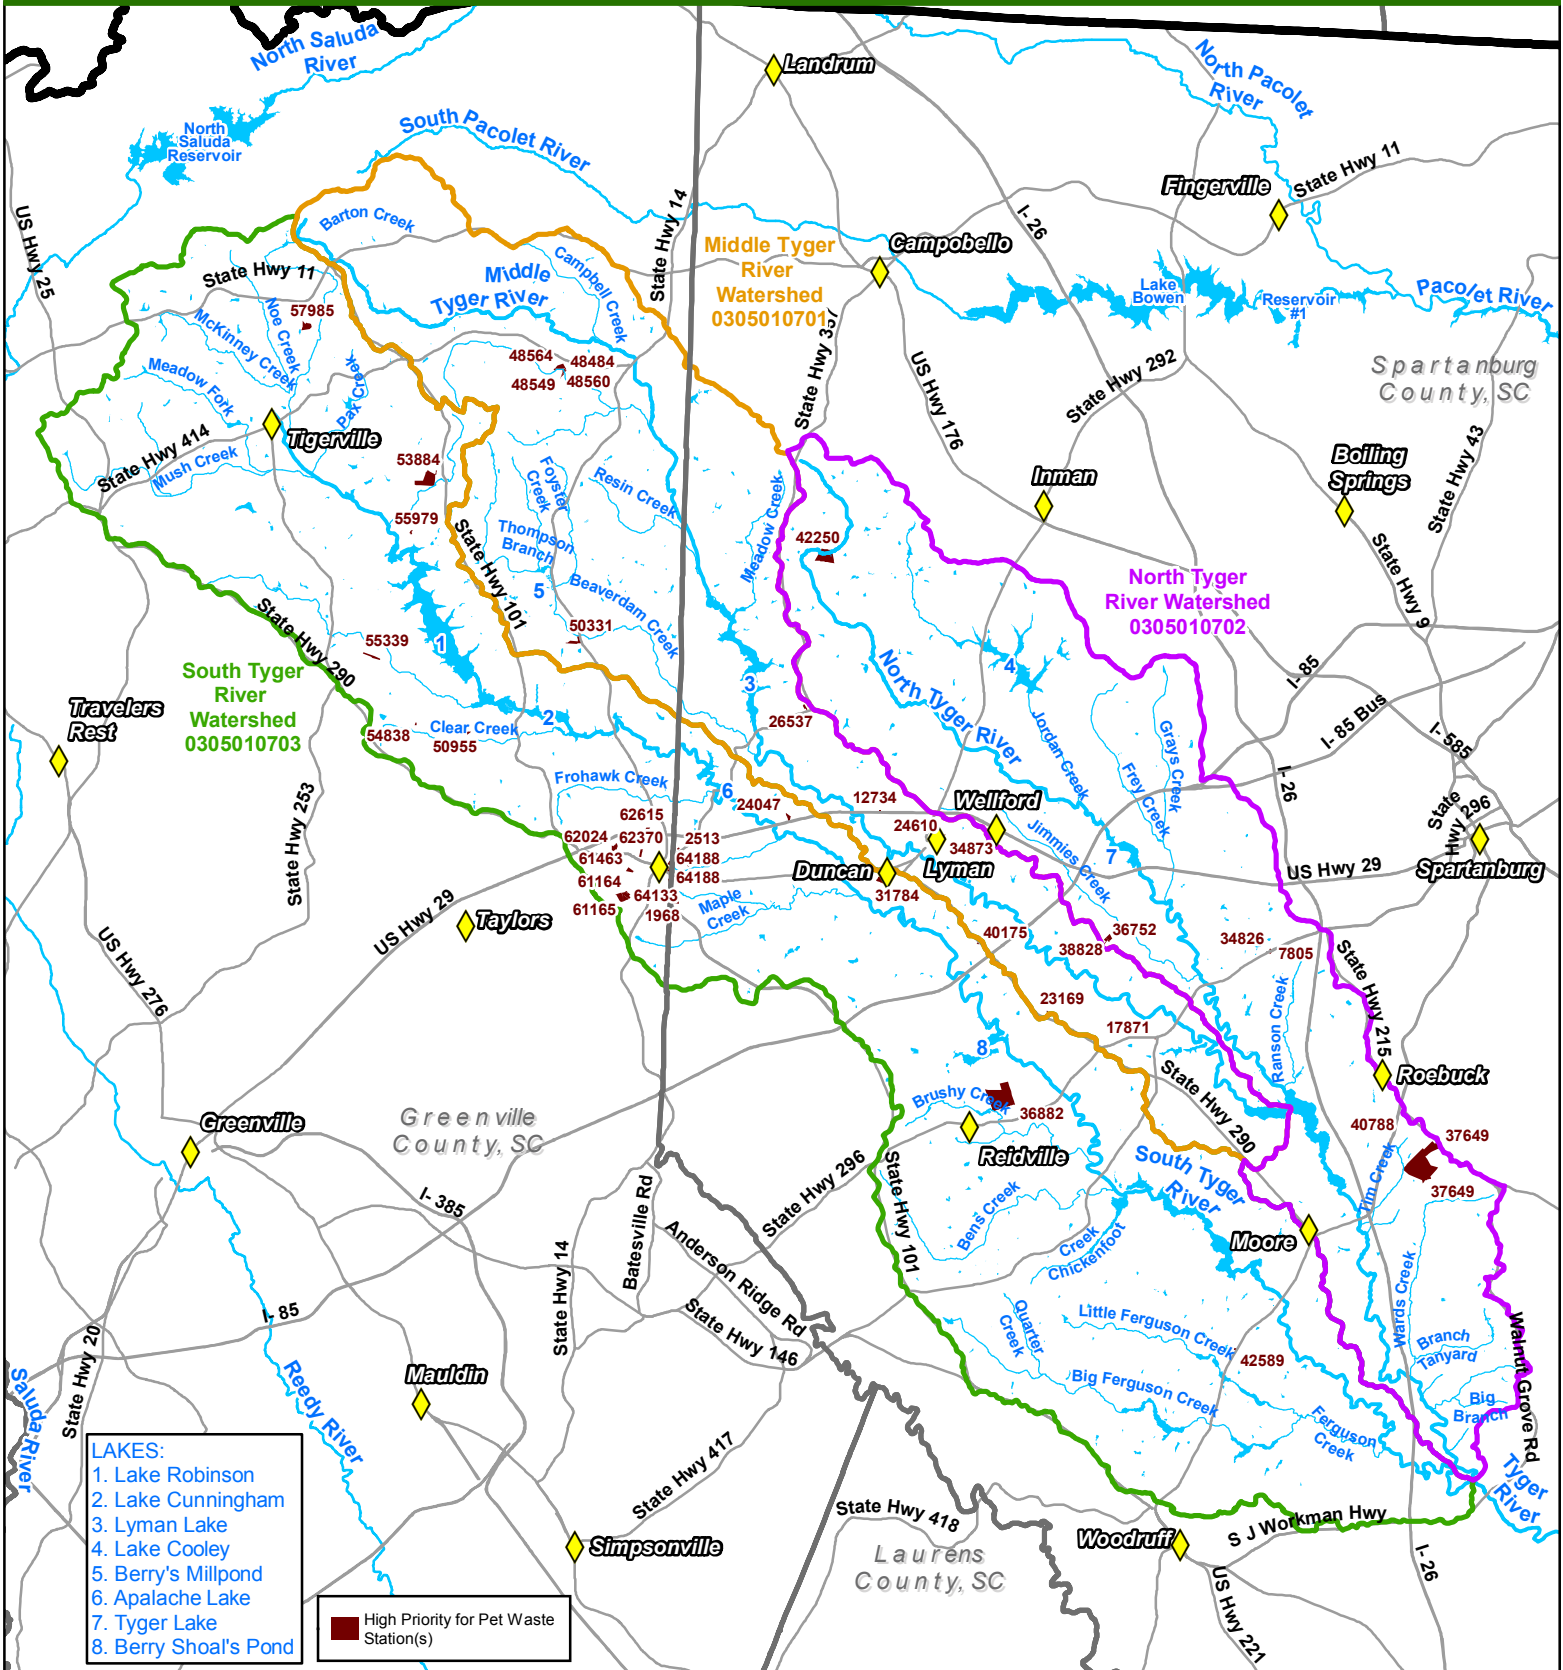 North Saluda
River
Landrum
North Pacolet
River
North
Saluda
Reservoir
South Pacolet River
Fingerville
State Hwy 11
US Hwy 25
Barton Creek
State Hwy 14
I- 26
Middle Tyger
River
Watershed
0305010701
Campobello
State Hwy 11
Middle
Tyger River
Campbell Creek
Lake
Bowen
Reservoir
#1
Pacolet River
57985
Noe Creek
McKinney Creek
Meadow Fork
Pax Creek
48564
48484
48549
48560
State Hwy 357
US Hwy 176
State Hwy 292
Spartanburg
County, SC
State Hwy 414
Tigerville
Mush Creek
53884
Foyster
Creek
Resin Creek
Meadow Creek
Inman
Boiling
Springs
State Hwy 43
55979
State Hwy 101
Thompson
Branch
42250
State Hwy 9
5
Beaverdam Creek
North Tyger
River Watershed
0305010702
State Hwy 290
55339
1
50331
South Tyger
River
Watershed
0305010703
3
North Tyger River
4
I- 85
Travelers
Rest
54838
Clear Creek
50955
2
26537
Jordan Creek
Grays Creek
Frey Creek
I- 85 Bus
I- 585
State Hwy 253
Frohawk Creek
6
24047
12734
Wellford
I- 26
State
Hwy 296
62615
62024
62370
2513
61463
64188
64188
61164
61165
64133
1968
24610
34873
Lyman
Duncan
31784
Jimmies Creek
7
US Hwy 29
Spartanburg
Maple
Creek
US Hwy 29
Taylors
US Hwy 276
40175
36752
38828
34826
7805
State Hwy 215
23169
17871
Ranson Creek
8
Brushy Creek
36882
State Hwy 290
Roebuck
Greenville
Greenville
County, SC
Reidville
40788
37649
37649
Tim Creek
State Hwy 296
State Hwy 101
South Tyger
River
Bens Creek
Creek
Chickenfoot
Moore
I- 385
Batesville Rd
Anderson Ridge Rd
State Hwy 14
State Hwy 146
Quarter
Creek
Little Ferguson Creek
42589
Wards Creek
Branch
Tanyard
Walnut Grove Rd
I- 85
State Hwy 20
Saluda River
Reedy River
Mauldin
Big Ferguson Creek
Ferguson
Creek
Big
Branch
Tyger
River
State Hwy 417
State Hwy 418
Simpsonville
Laurens
County, SC
Woodruff
S J Workman Hwy
US Hwy 221
I- 26
LAKES:
1. Lake Robinson
2. Lake Cunningham
3. Lyman Lake
4. Lake Cooley
5. Berry's Millpond
6. Apalache Lake
7. Tyger Lake
8. Berry Shoal's Pond
High Priority for Pet Waste
Station(s)